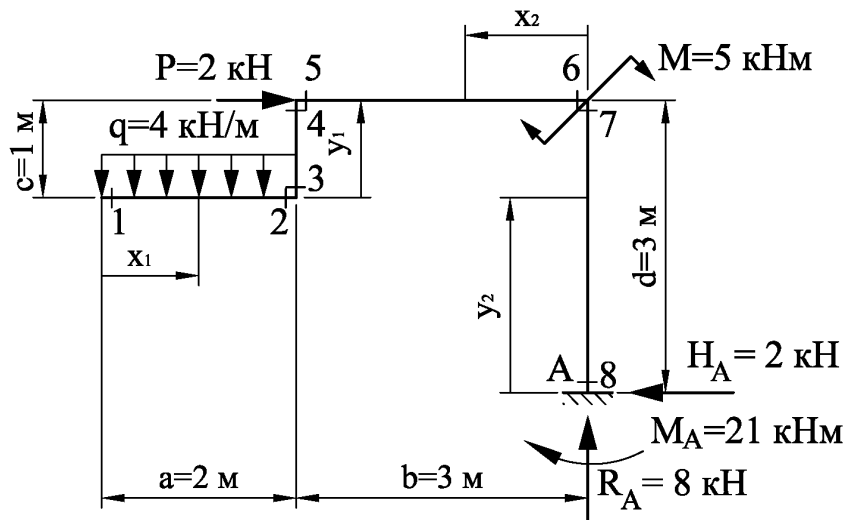 x₂
P=2 кН
5
6
M=5 кНм
c=1 м
q=4 кН/м
4
y₁
7
3
1
2
x₁
d=3 м
y₂
A
8
H_A = 2 кН
M_A=21 кНм
a=2 м
b=3 м
R_A = 8 кН